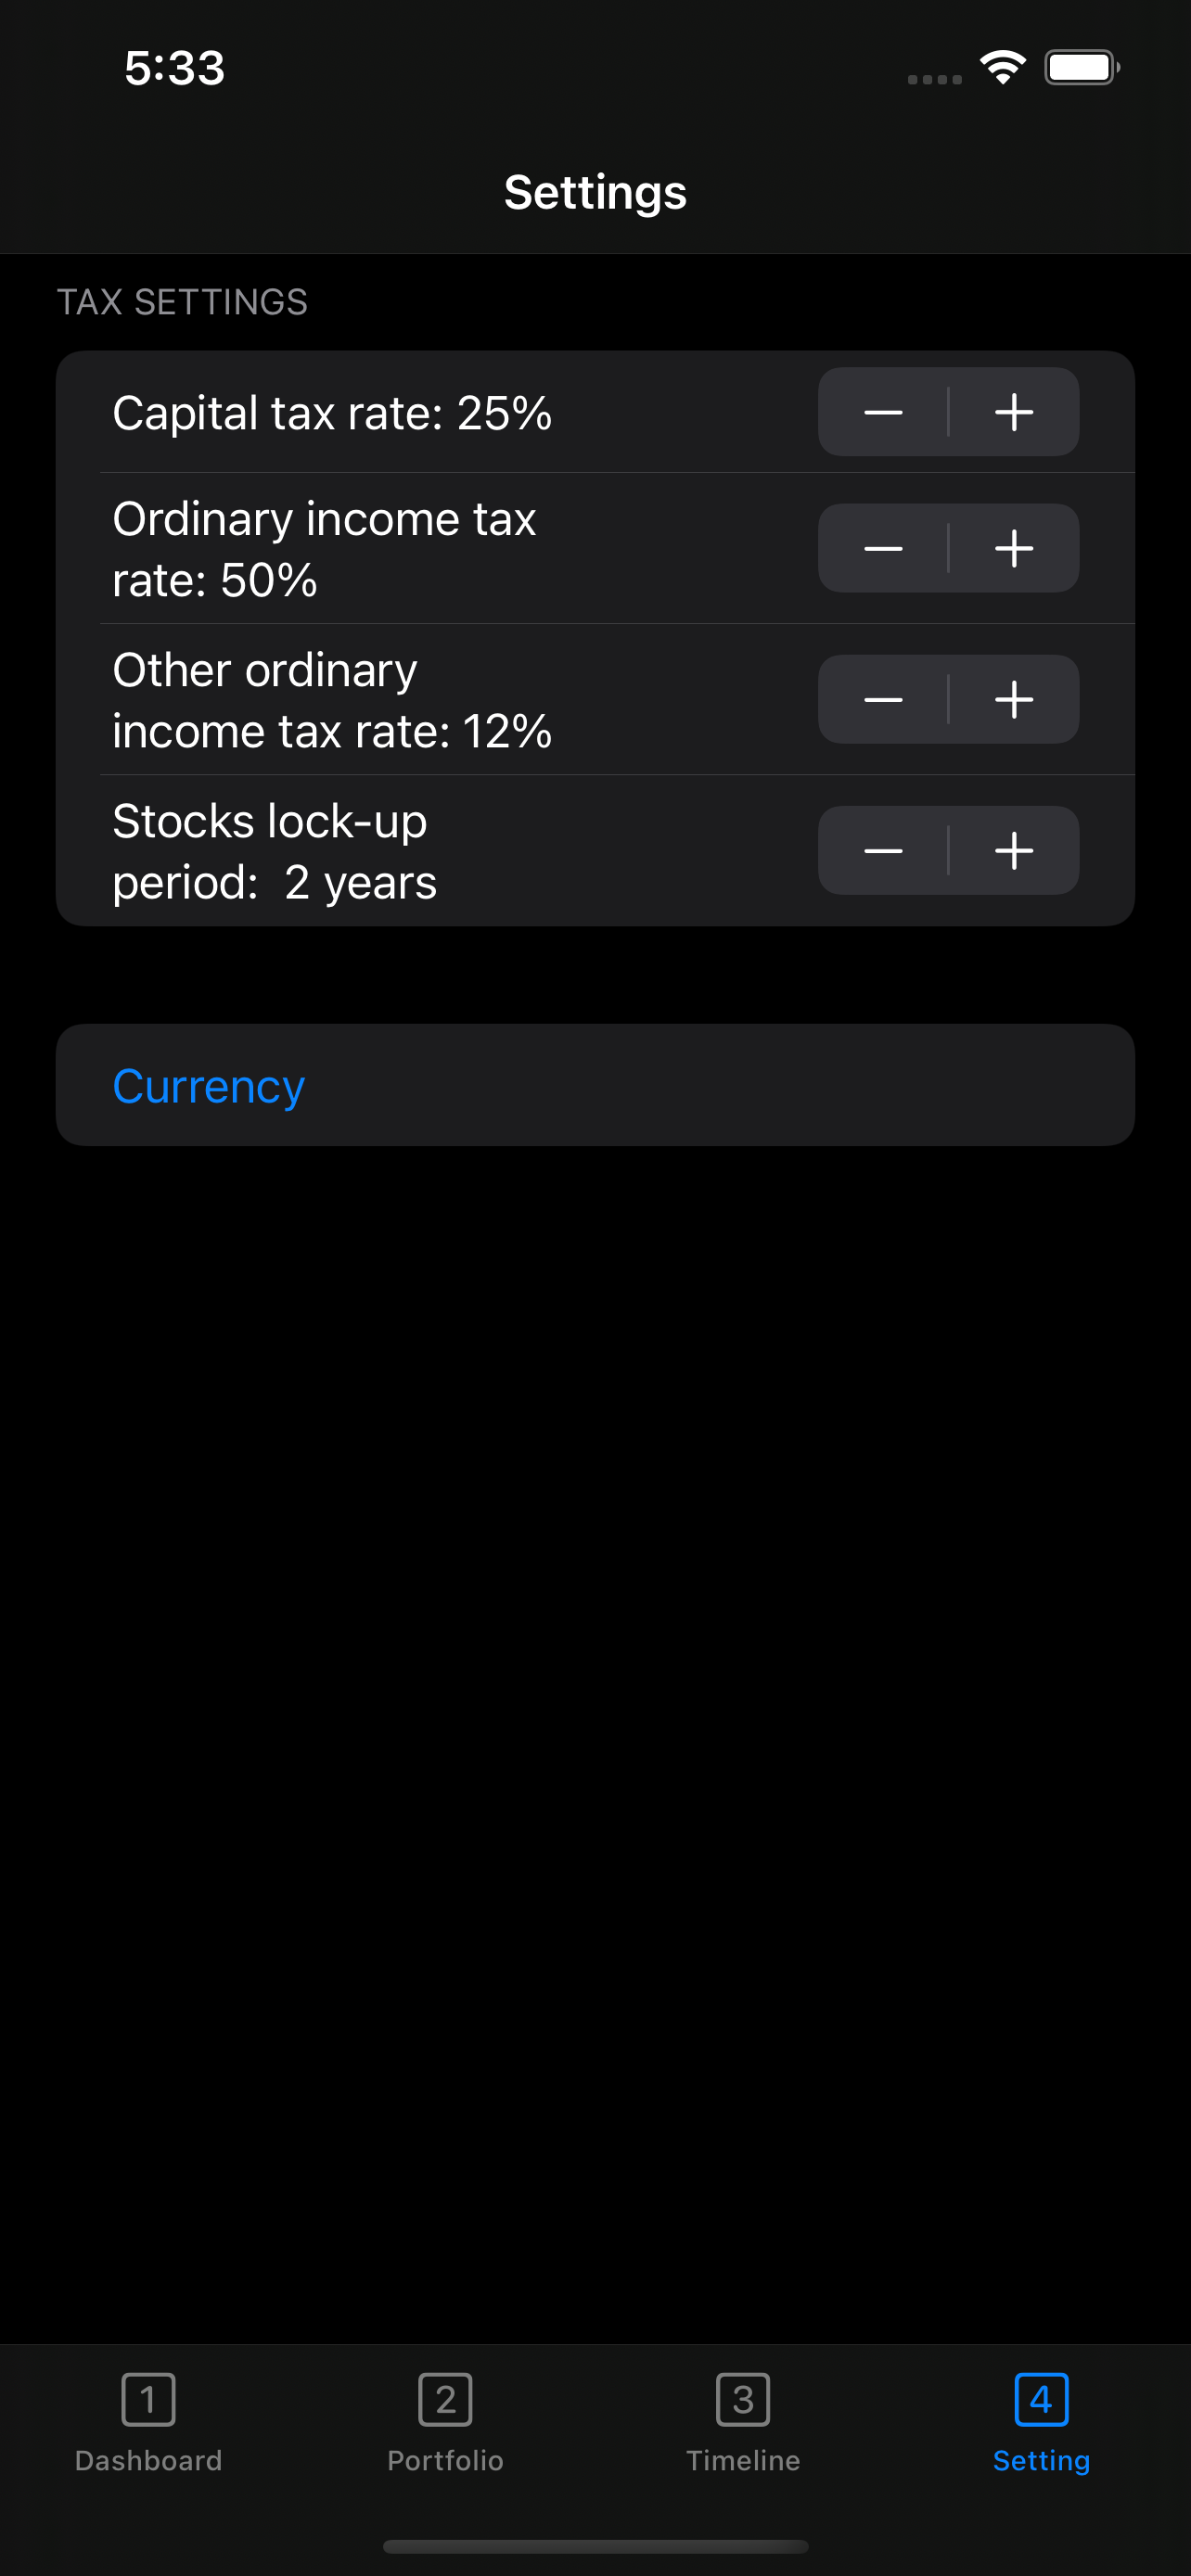 5:33
Settings
TAX SETTINGS
Capital tax rate: 25%
Ordinary income tax
rate: 50%
Other ordinary
income tax rate: 12%
Stocks lock-up
period:  2 years
Currency
1 2 3 4
Dashboard Portfolio Timeline Setting